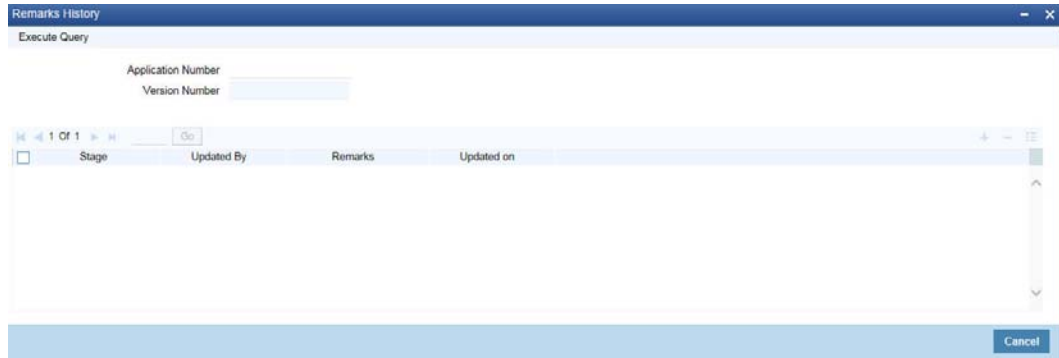 Remarks History
Execute Query
Application Number
Version Number
1 Of 1 Go
Stage Updated By Remarks Updated on
Cancel